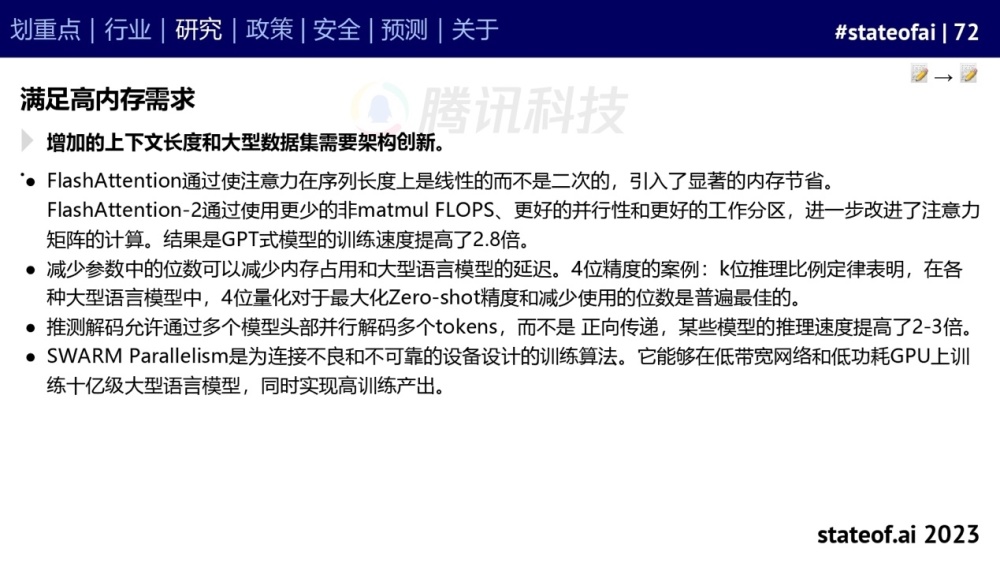 划重点 | 行业 | 研究 | 政策 | 安全 | 预测 | 关于
#stateofai | 72
满足高内存需求
腾讯科技
增加的上下文长度和大型数据集需要架构创新。
● FlashAttention通过使注意力在序列长度上是线性的而不是二次的，引入了显著的内存节省。
FlashAttention-2通过使用更少的非matmul FLOPS、更好的并行性和更好的工作分区，进一步改进了注意力
矩阵的计算。结果是GPT式模型的训练速度提高了2.8倍。
● 减少参数中的位数可以减少内存占用和大型语言模型的延迟。4位精度的案例：k位推理比例定律表明，在各
种大型语言模型中，4位量化对于最大化Zero-shot精度和减少使用的位数是普遍最佳的。
● 推测解码允许通过多个模型头部并行解码多个tokens，而不是 正向传递，某些模型的推理速度提高了2-3倍。
● SWARM Parallelism是为连接不良和不可靠的设备设计的训练算法。它能够在低带宽网络和低功耗GPU上训
练十亿级大型语言模型，同时实现高训练产出。
stateof.ai 2023